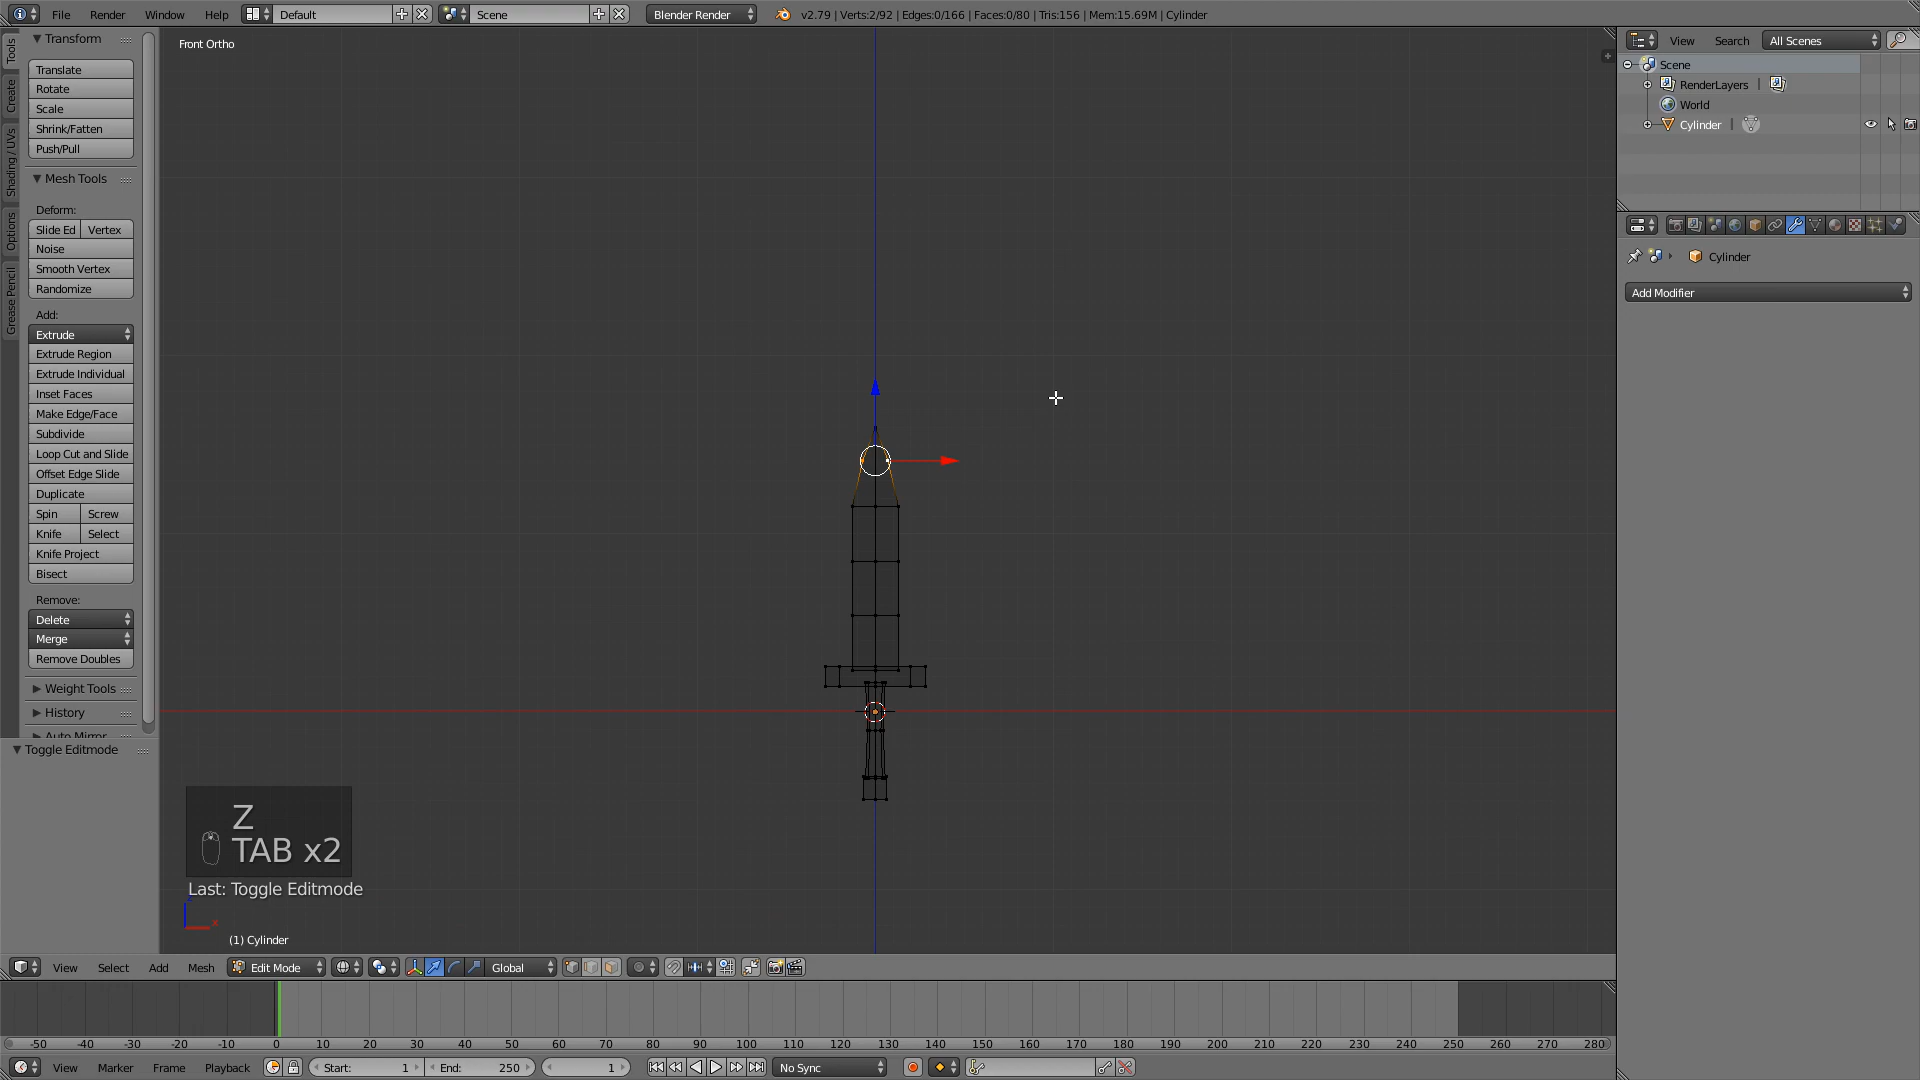 File Render Window Help Default Scene Blender Render v2.79 | Verts:2/92 | Edges:0/166 | Faces:0/80 | Tris:156 | Mem:15.69M | Cylinder
Tools
Create
Shading / UVs
Options
Grease Pencil
Transform
Translate
Rotate
Scale
Shrink/Fatten
Push/Pull
Mesh Tools
Deform:
Slide Ed Vertex
Noise
Smooth Vertex
Randomize
Add:
Extrude
Extrude Region
Extrude Individual
Inset Faces
Make Edge/Face
Subdivide
Loop Cut and Slide
Offset Edge Slide
Duplicate
Spin Screw
Knife Select
Knife Project
Bisect
Remove:
Delete
Merge
Remove Doubles
Weight Tools
History
Auto Mirror
Toggle Editmode
Front Ortho
Z
TAB x2
Last: Toggle Editmode
z
x
(1) Cylinder
View Search All Scenes
Scene
RenderLayers |
World
Cylinder |
Cylinder
Add Modifier
View Select Add Mesh Edit Mode Global
-50 -40 -30 -20 -10 0 10 20 30 40 50 60 70 80 90 100 110 120 130 140 150 160 170 180 190 200 210 220 230 240 250 260 270 280
View Marker Frame Playback Start: 1 End: 250 1 No Sync